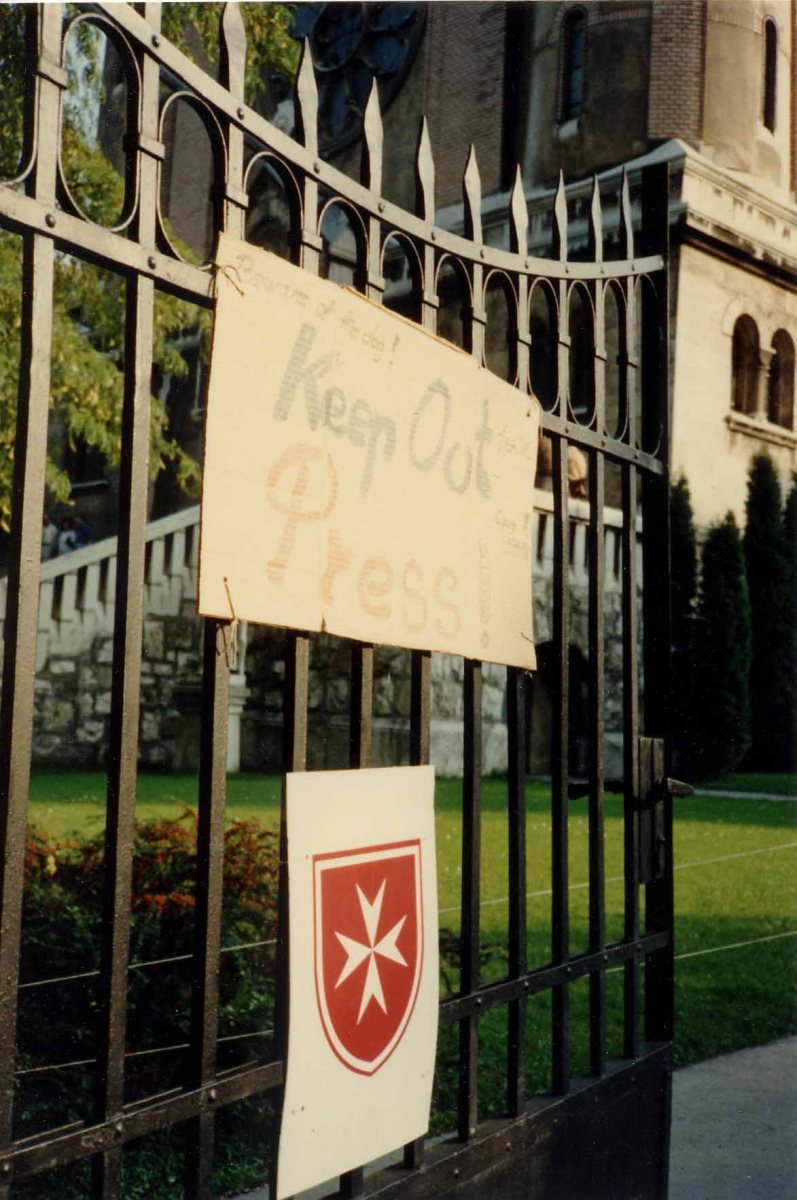 Beware of the dog!
Keep Out
Press